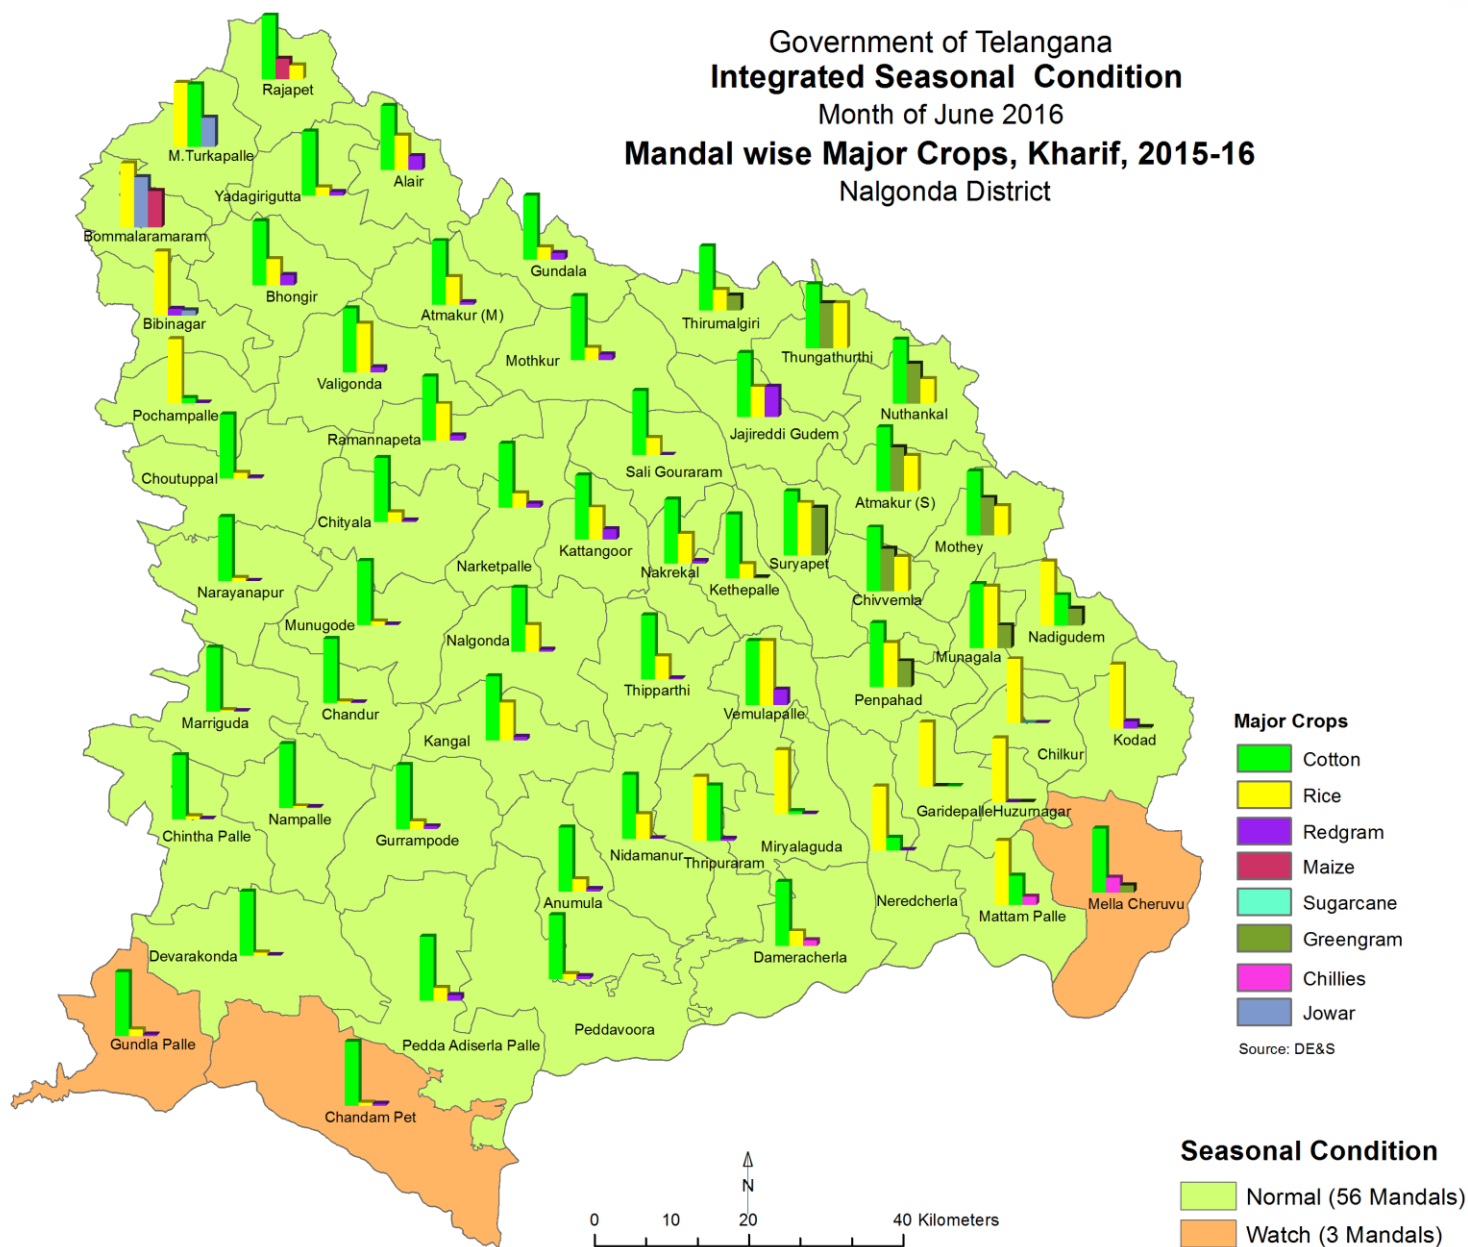 Government of Telangana
Integrated Seasonal Condition
Month of June 2016
Mandal wise Major Crops, Kharif, 2015-16
Nalgonda District
Rajapet
M.Turkapalle
Alair
Yadagirigutta
Bommalaramaram
Gundala
Bhongir
Atmakur (M)
Bibinagar
Thirumalgiri
Thungathurthi
Mothkur
Valigonda
Pochampalle
Nuthankal
Ramannapeta
Jajireddi Gudem
Sali Gouraram
Choutuppal
Atmakur (S)
Chityala
Mothey
Kattangoor
Suryapet
Narketpalle
Nakrekal
Kethepalle
Narayanapur
Chivvemla
Munugode
Nalgonda
Nadigudem
Munagala
Thipparthi
Penpahad
Vemulapalle
Chandur
Marriguda
Kangal
Kodad
Chilkur
Garidepalle
Huzurnagar
Nampalle
Chintha Palle
Gurrampode
Miryalaguda
Nidamanur
Thripuraram
Anumula
Neredcherla
Mella Cheruvu
Mattam Palle
Devarakonda
Dameracherla
Peddavoora
Gundla Palle
Pedda Adiserla Palle
Chandam Pet
Major Crops
Cotton
Rice
Redgram
Maize
Sugarcane
Greengram
Chillies
Jowar
Source: DE&S
Seasonal Condition
Normal (56 Mandals)
Watch (3 Mandals)
N
0 10 20 40 Kilometers